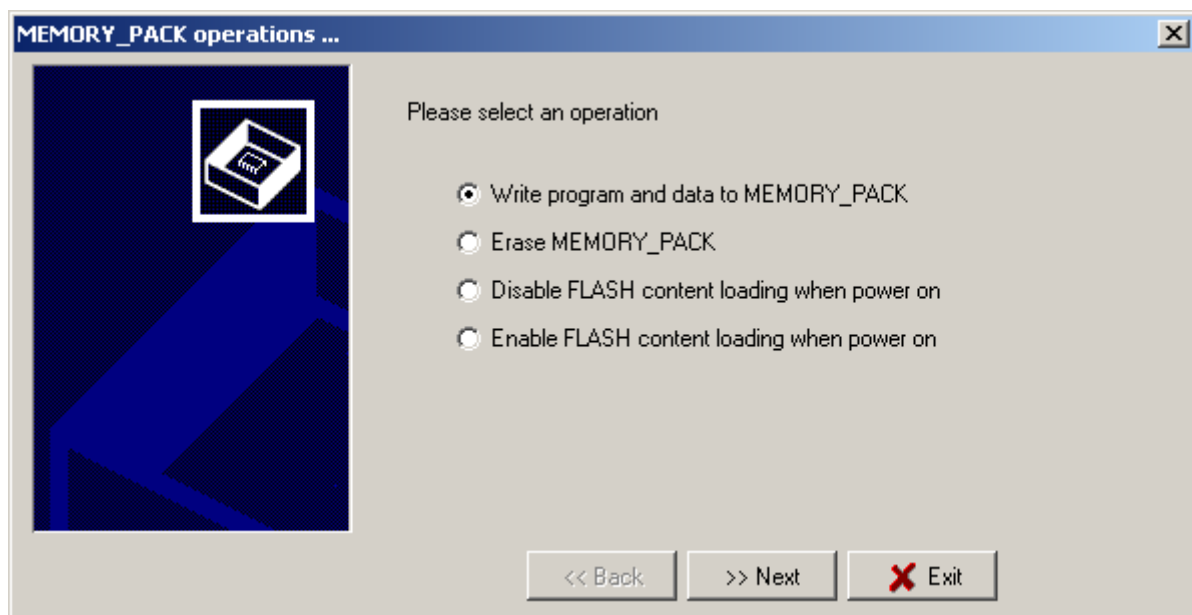 MEMORY_PACK operations ...
Please select an operation
Write program and data to MEMORY_PACK
Erase MEMORY_PACK
Disable FLASH content loading when power on
Enable FLASH content loading when power on
<< Back
>> Next
Exit